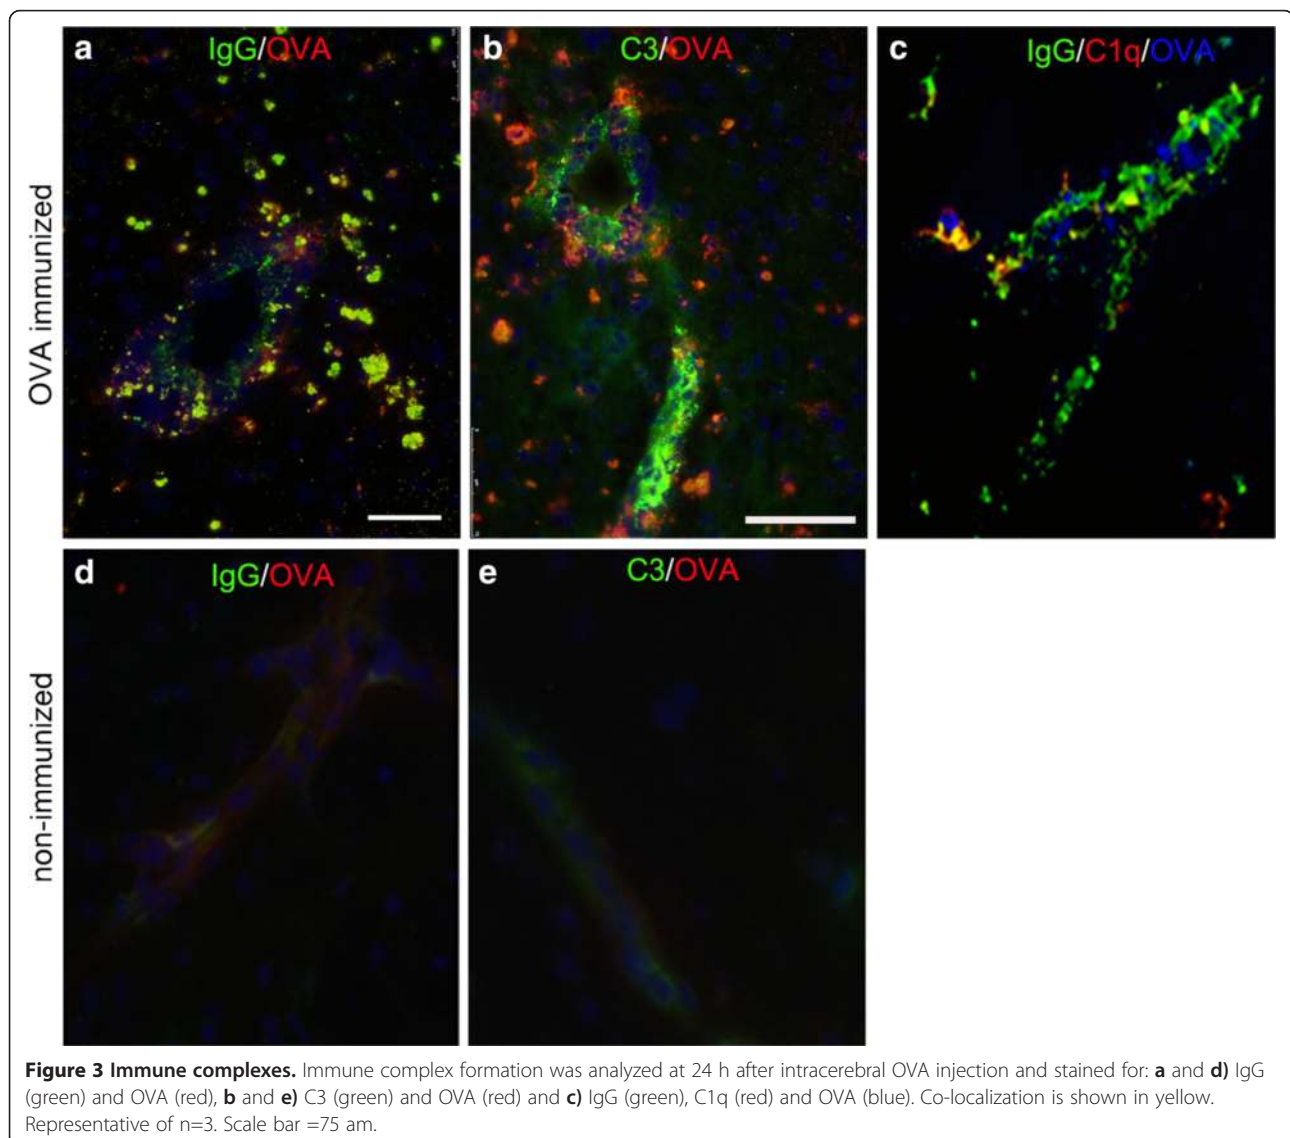 a IgG/OVA
b C3/OVA
c IgG/C1q/OVA
OVA immunized
d IgG/OVA
e C3/OVA
non-immunized
Figure 3 Immune complexes. Immune complex formation was analyzed at 24 h after intracerebral OVA injection and stained for: a and d) IgG
(green) and OVA (red), b and e) C3 (green) and OVA (red) and c) IgG (green), C1q (red) and OVA (blue). Co-localization is shown in yellow.
Representative of n=3. Scale bar =75 am.